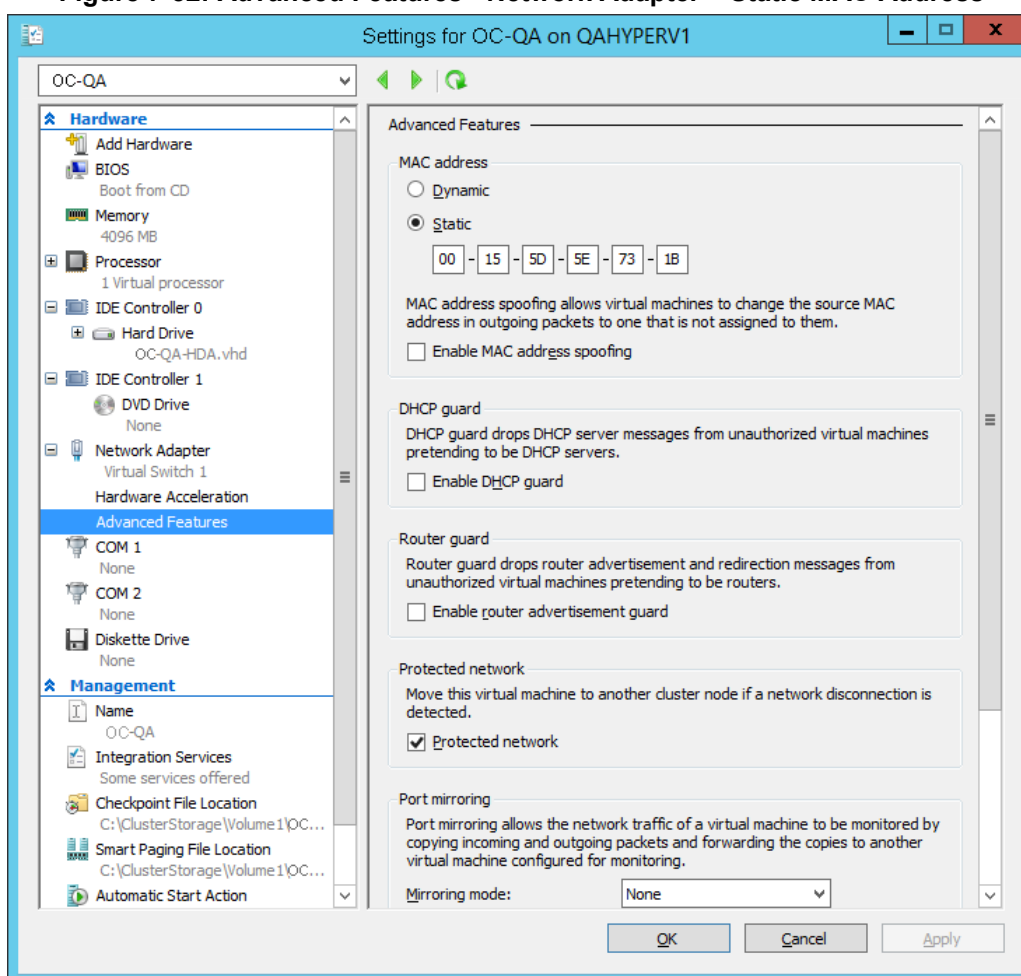 Settings for OC-QA on QAHYPERV1
OC-QA
Hardware
Add Hardware
BIOS
Boot from CD
Memory
4096 MB
Processor
1 Virtual processor
IDE Controller 0
Hard Drive
OC-QA-HDA.vhd
IDE Controller 1
DVD Drive
None
Network Adapter
Virtual Switch 1
Hardware Acceleration
Advanced Features
COM 1
None
COM 2
None
Diskette Drive
None
Management
Name
OC-QA
Integration Services
Some services offered
Checkpoint File Location
C:\ClusterStorage\Volume1\OC...
Smart Paging File Location
C:\ClusterStorage\Volume1\OC...
Automatic Start Action
Advanced Features
MAC address
Dynamic
Static
00 - 15 - 5D - 5E - 73 - 1B
MAC address spoofing allows virtual machines to change the source MAC
address in outgoing packets to one that is not assigned to them.
Enable MAC address spoofing
DHCP guard
DHCP guard drops DHCP server messages from unauthorized virtual machines
pretending to be DHCP servers.
Enable DHCP guard
Router guard
Router guard drops router advertisement and redirection messages from
unauthorized virtual machines pretending to be routers.
Enable router advertisement guard
Protected network
Move this virtual machine to another cluster node if a network disconnection is
detected.
Protected network
Port mirroring
Port mirroring allows the network traffic of a virtual machine to be monitored by
copying incoming and outgoing packets and forwarding the copies to another
virtual machine configured for monitoring.
Mirroring mode: None
OK Cancel Apply